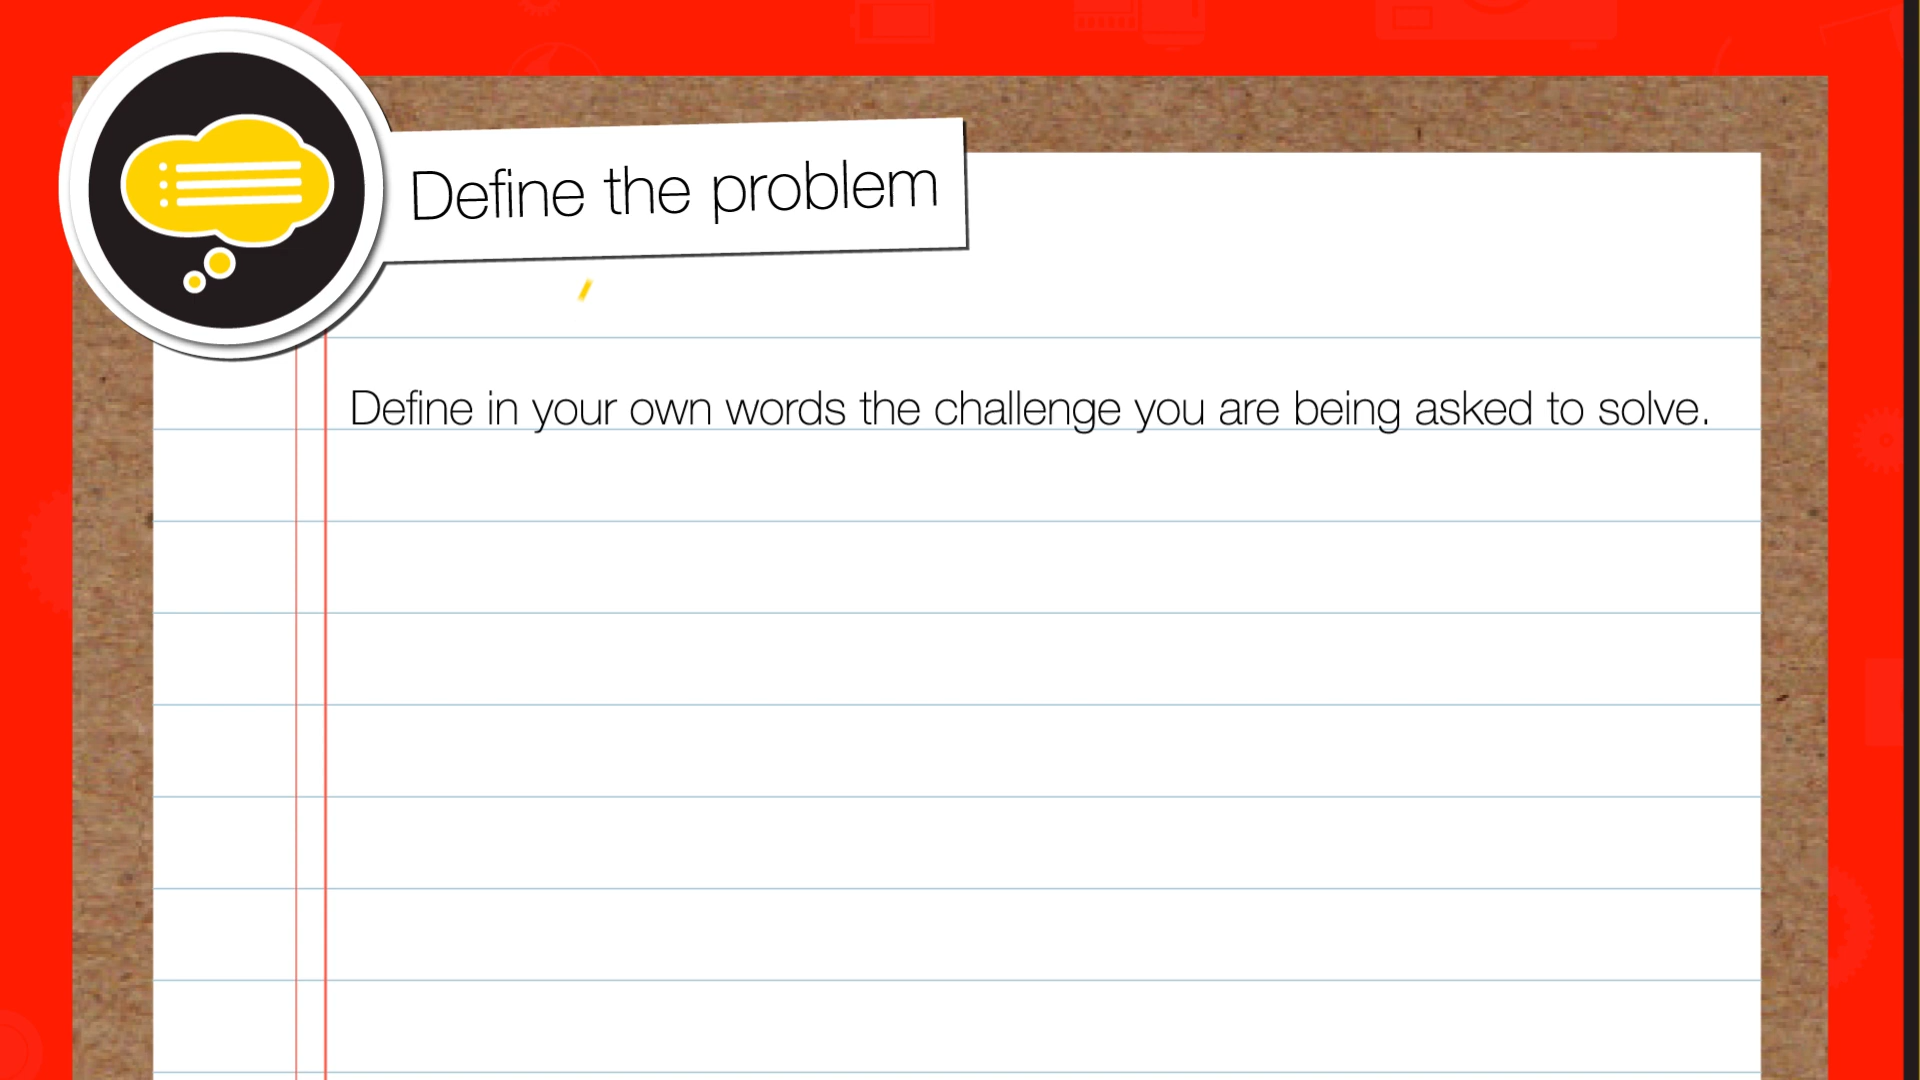 Define the problem
Define in your own words the challenge you are being asked to solve.